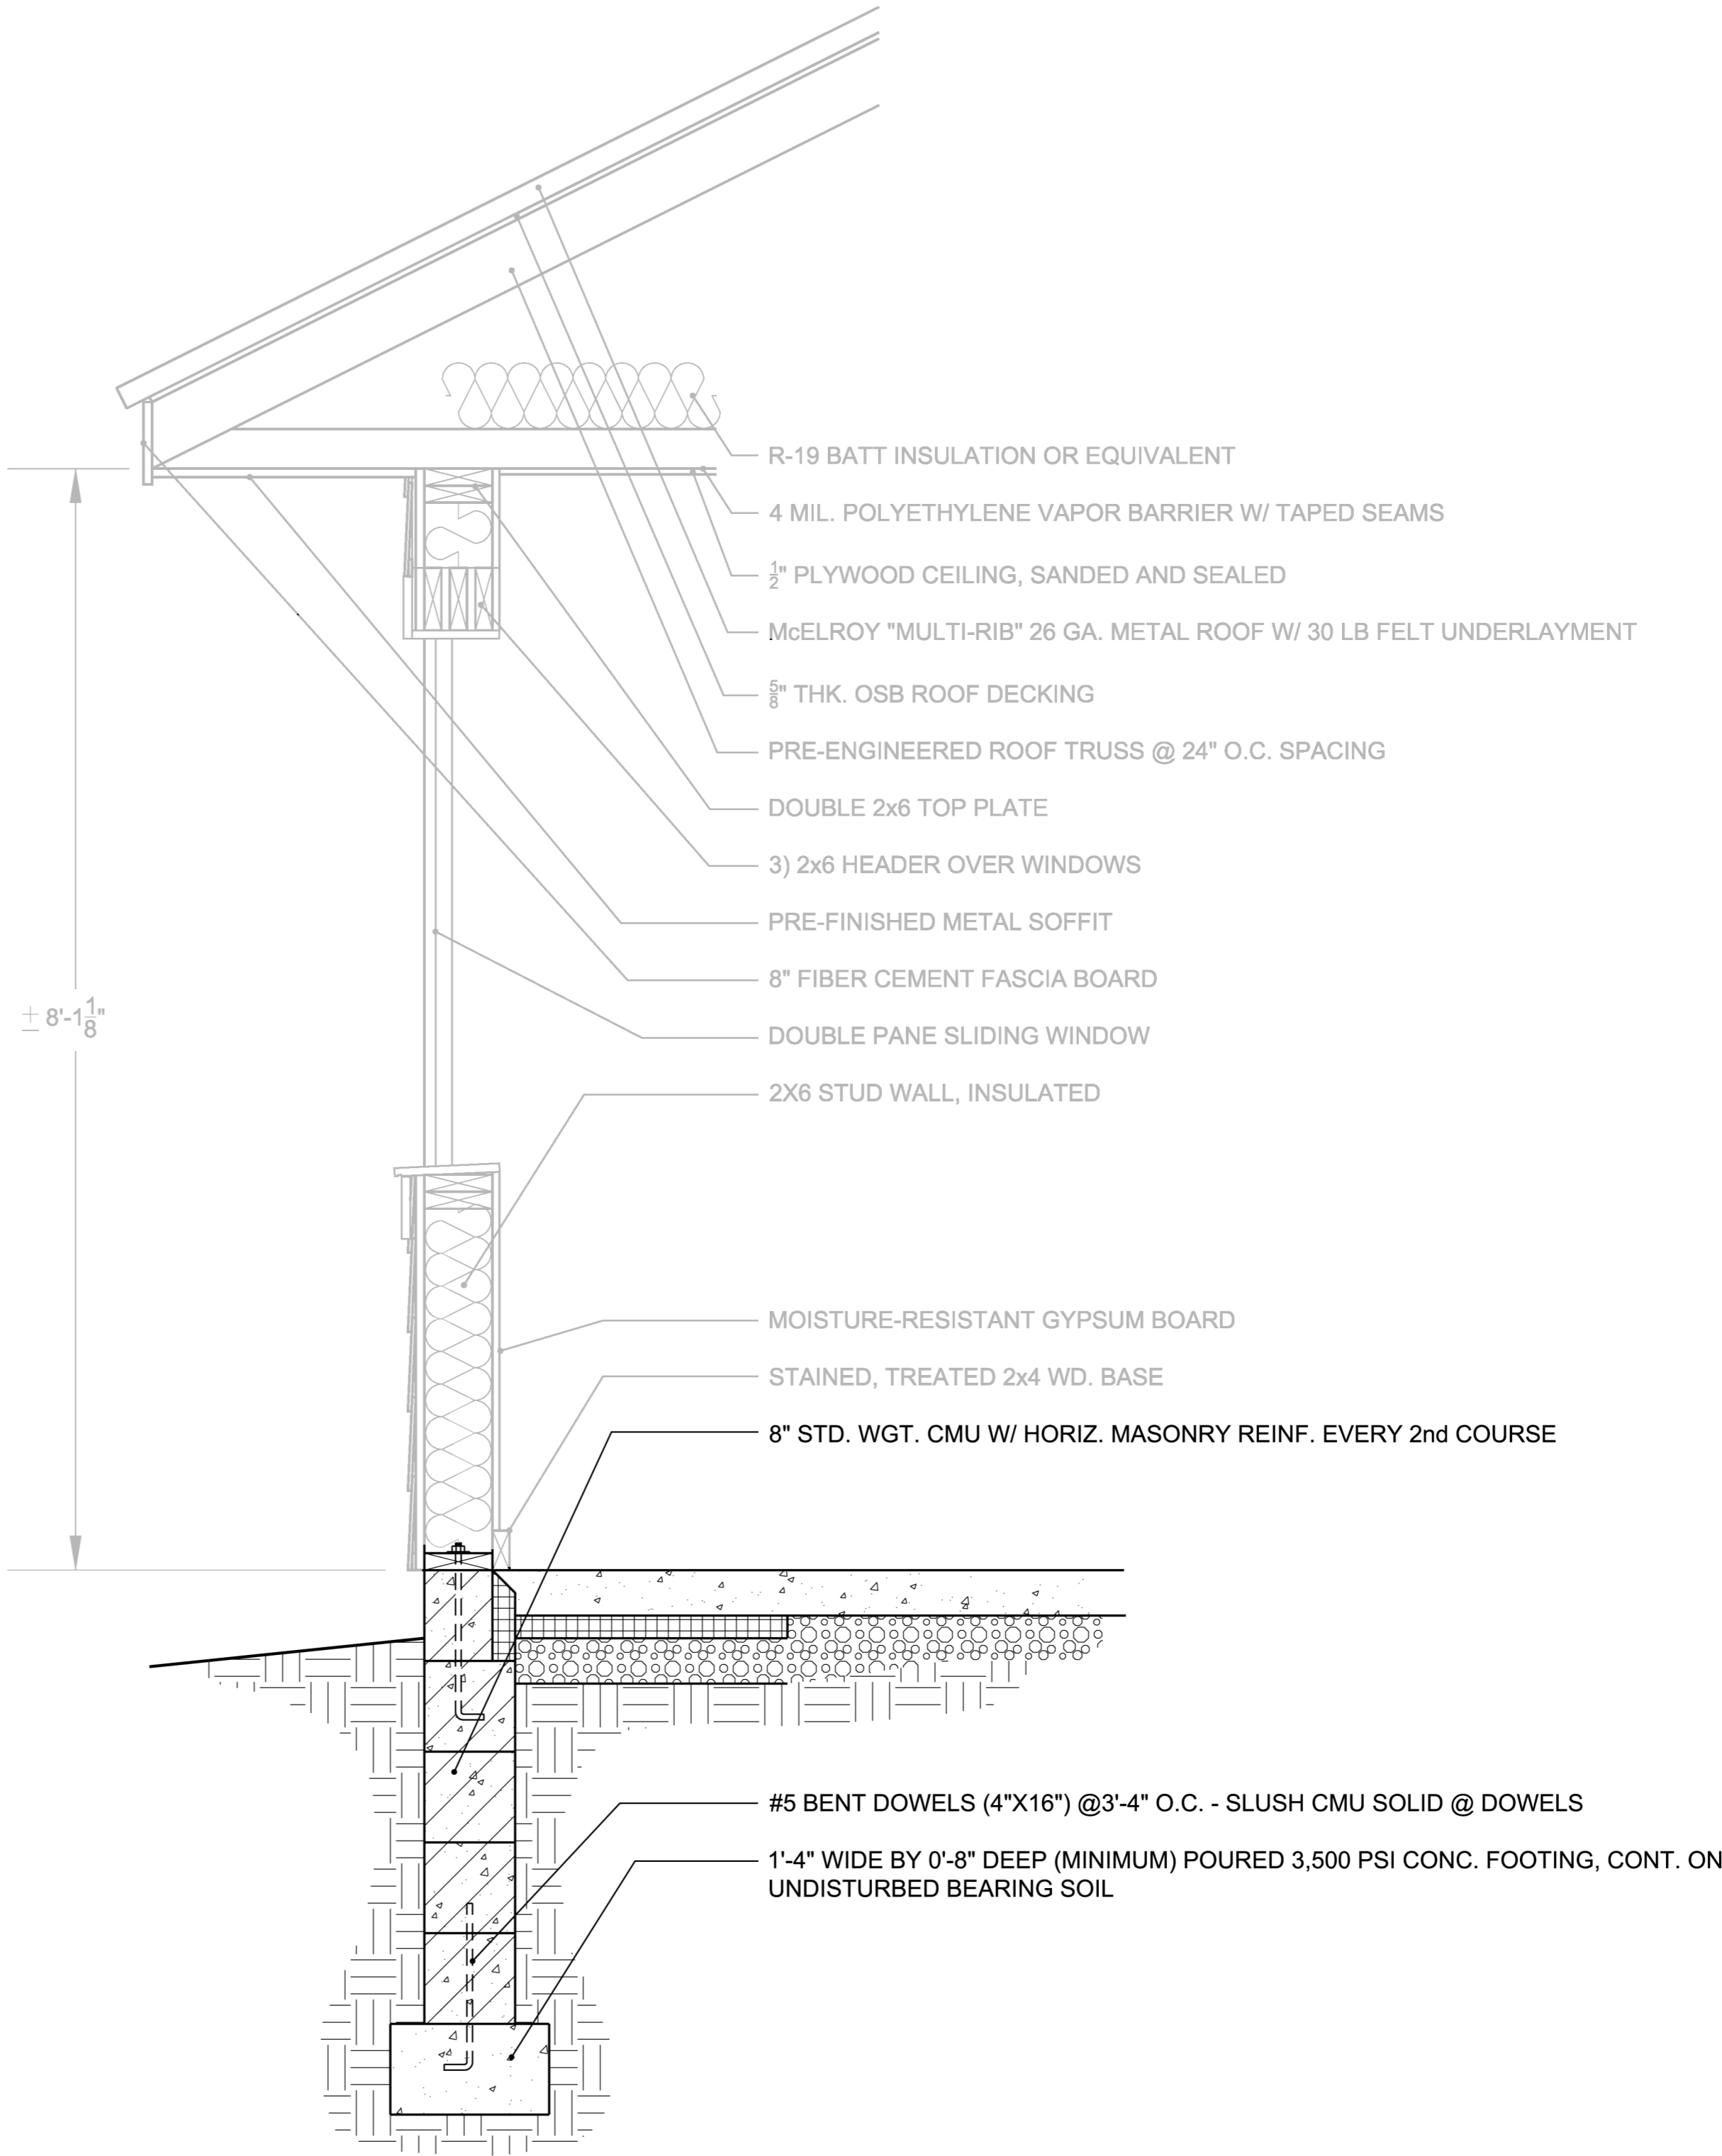 R-19 BATT INSULATION OR EQUIVALENT
4 MIL. POLYETHYLENE VAPOR BARRIER W/ TAPED SEAMS
1/2" PLYWOOD CEILING, SANDED AND SEALED
McELROY "MULTI-RIB" 26 GA. METAL ROOF W/ 30 LB FELT UNDERLAYMENT
5/8" THK. OSB ROOF DECKING
PRE-ENGINEERED ROOF TRUSS @ 24" O.C. SPACING
DOUBLE 2x6 TOP PLATE
3) 2x6 HEADER OVER WINDOWS
PRE-FINISHED METAL SOFFIT
8" FIBER CEMENT FASCIA BOARD
± 8'-1 1/8"
DOUBLE PANE SLIDING WINDOW
2X6 STUD WALL, INSULATED
MOISTURE-RESISTANT GYPSUM BOARD
STAINED, TREATED 2x4 WD. BASE
8" STD. WGT. CMU W/ HORIZ. MASONRY REINF. EVERY 2nd COURSE
#5 BENT DOWELS (4"X16") @3'-4" O.C. - SLUSH CMU SOLID @ DOWELS
1'-4" WIDE BY 0'-8" DEEP (MINIMUM) POURED 3,500 PSI CONC. FOOTING, CONT. ON
UNDISTURBED BEARING SOIL